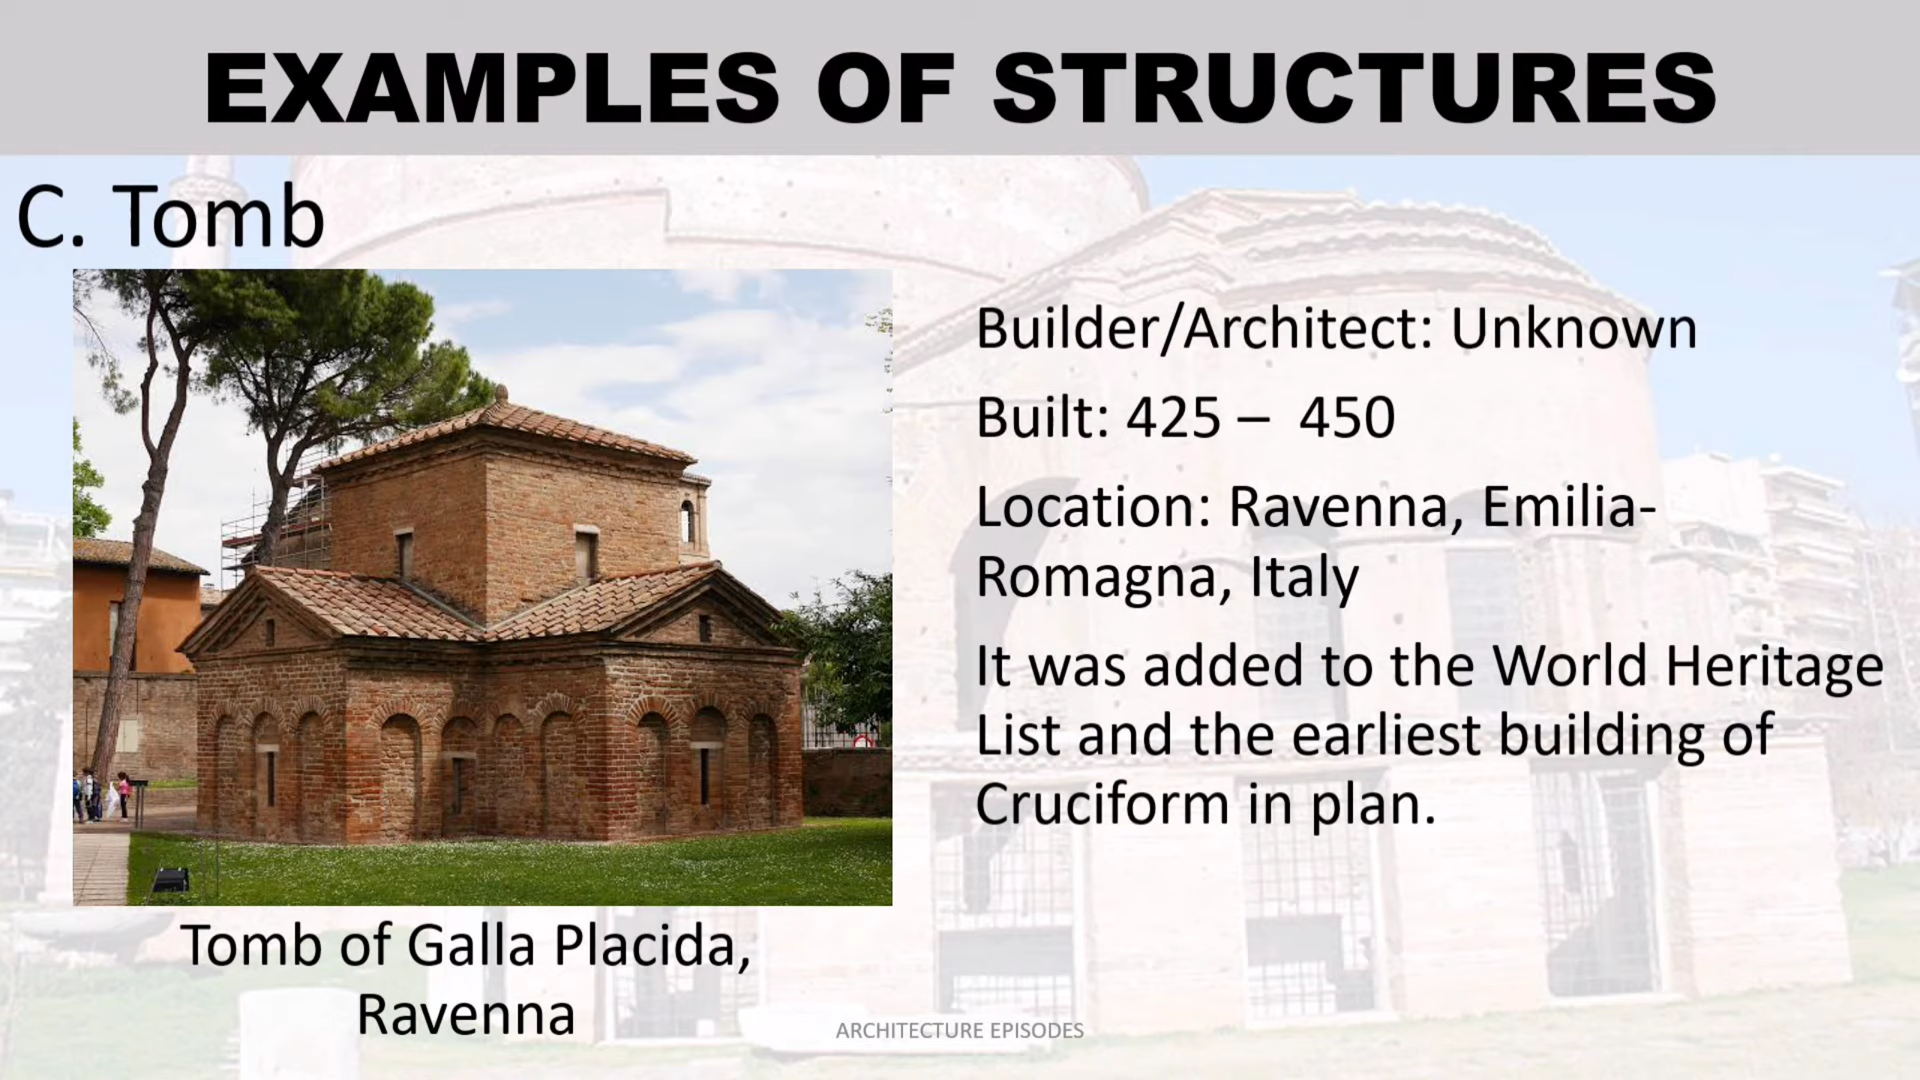 EXAMPLES OF STRUCTURES
C. Tomb
Builder/Architect: Unknown
Built: 425 – 450
Location: Ravenna, Emilia-
Romagna, Italy
It was added to the World Heritage
List and the earliest building of
Cruciform in plan.
Tomb of Galla Placida,
Ravenna
ARCHITECTURE EPISODES